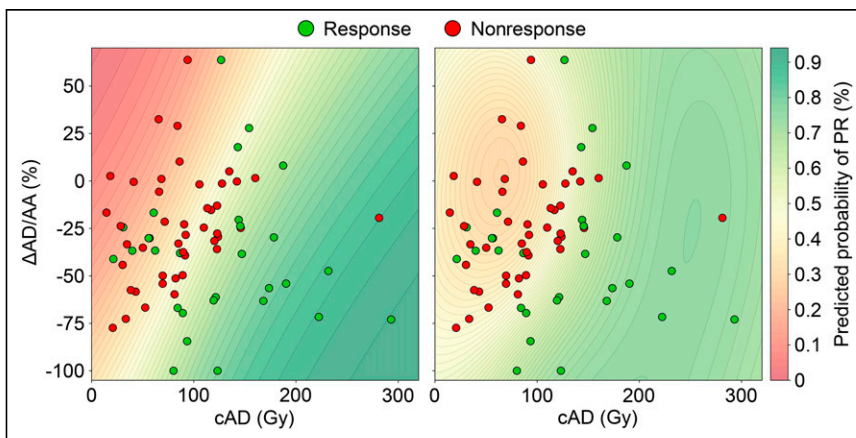 Response Nonresponse
ΔAD/AA (%)
50
25
0
-25
-50
-75
-100
0 100 200 300
cAD (Gy)
0 100 200 300
cAD (Gy)
0.9
0.8
0.7
0.6
0.5
0.4
0.3
0.2
0.1
0
Predicted probability of PR (%)